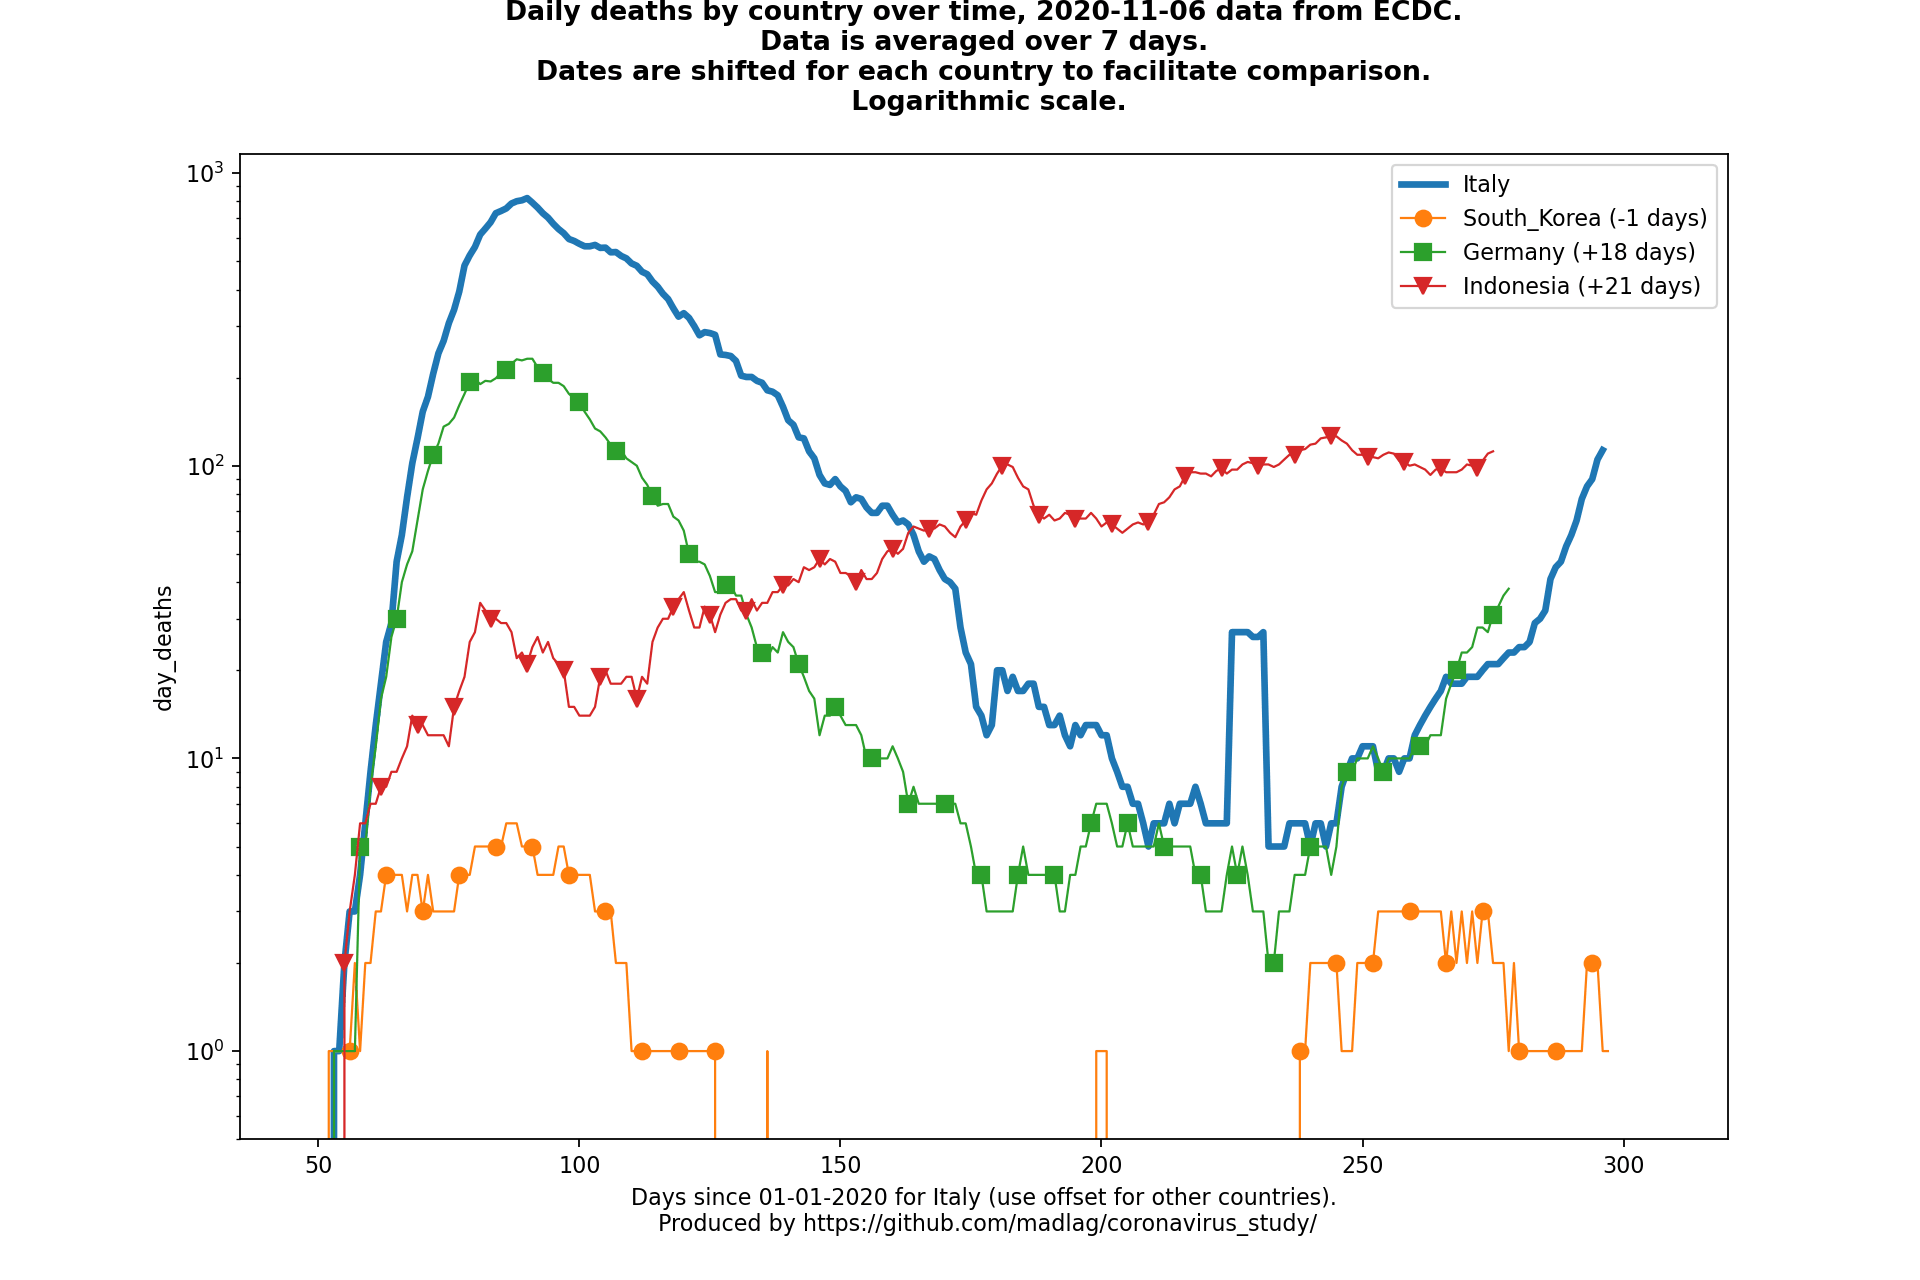 Daily deaths by country over time, 2020-11-06 data from ECDC.
Data is averaged over 7 days.
Dates are shifted for each country to facilitate comparison.
Logarithmic scale.
10³
10²
10¹
10⁰
day_deaths
Italy
South_Korea (-1 days)
Germany (+18 days)
Indonesia (+21 days)
50 100 150 200 250 300
Days since 01-01-2020 for Italy (use offset for other countries).
Produced by https://github.com/madlag/coronavirus_study/